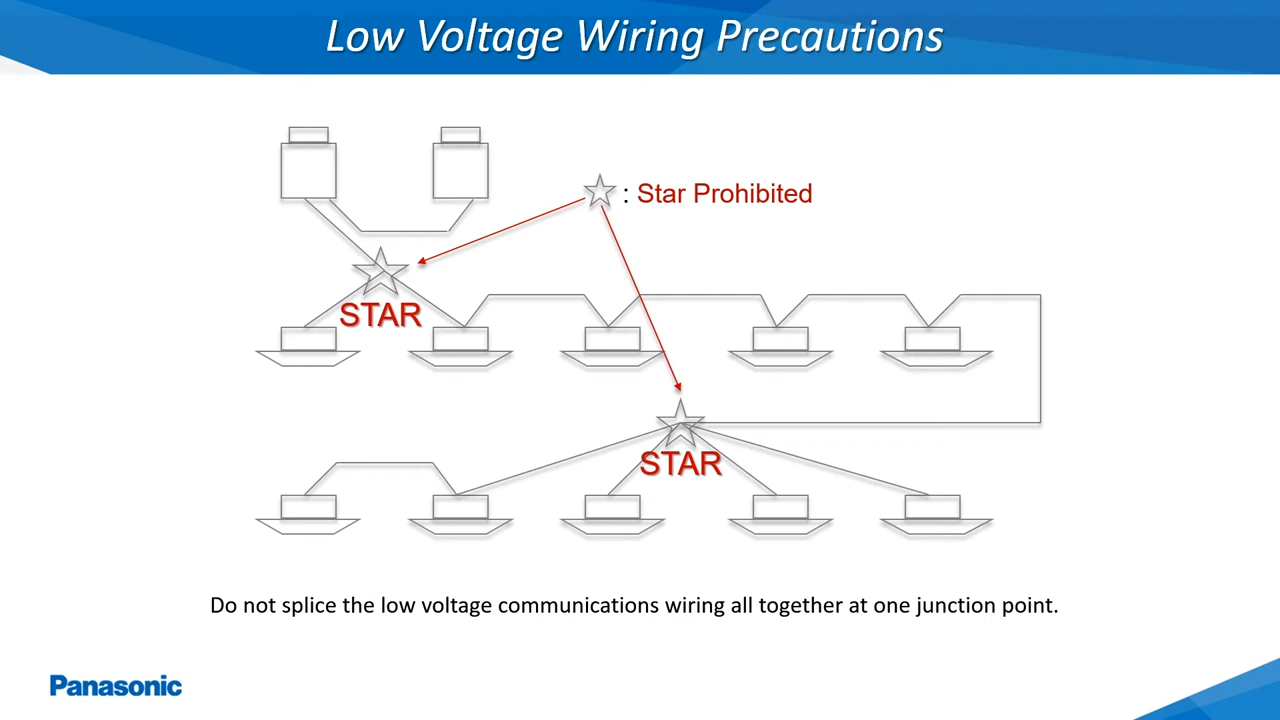 Low Voltage Wiring Precautions
: Star Prohibited
STAR
STAR
Do not splice the low voltage communications wiring all together at one junction point.
Panasonic